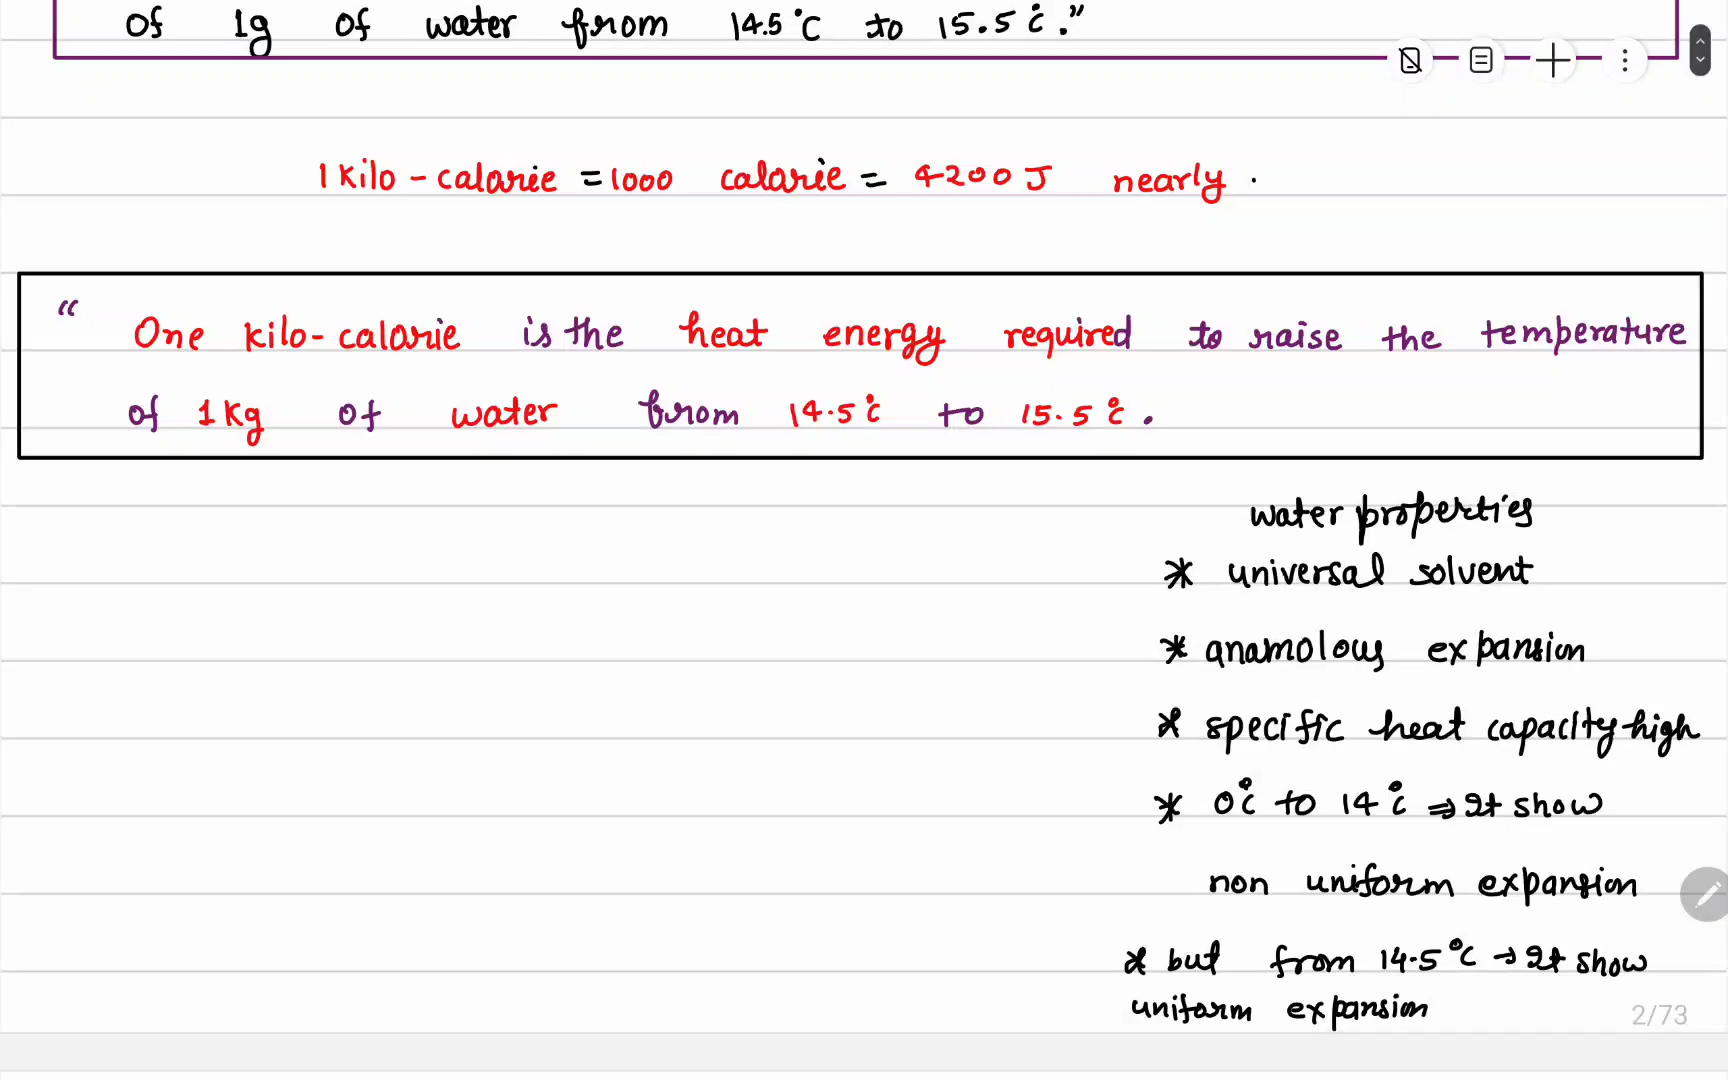 of 1g of water from 14.5°C to 15.5°C."
1 Kilo-calorie = 1000 calorie = 4200 J nearly.
" One kilo-calorie is the heat energy required to raise the temperature
of 1 Kg of water from 14.5°C to 15.5°C.
water properties
* universal solvent
* anamolous expansion
* specific heat capacity high
* 0°C to 14°C ⇒ It show
non uniform expansion
* but from 14.5°C → It show
uniform expansion
2/73